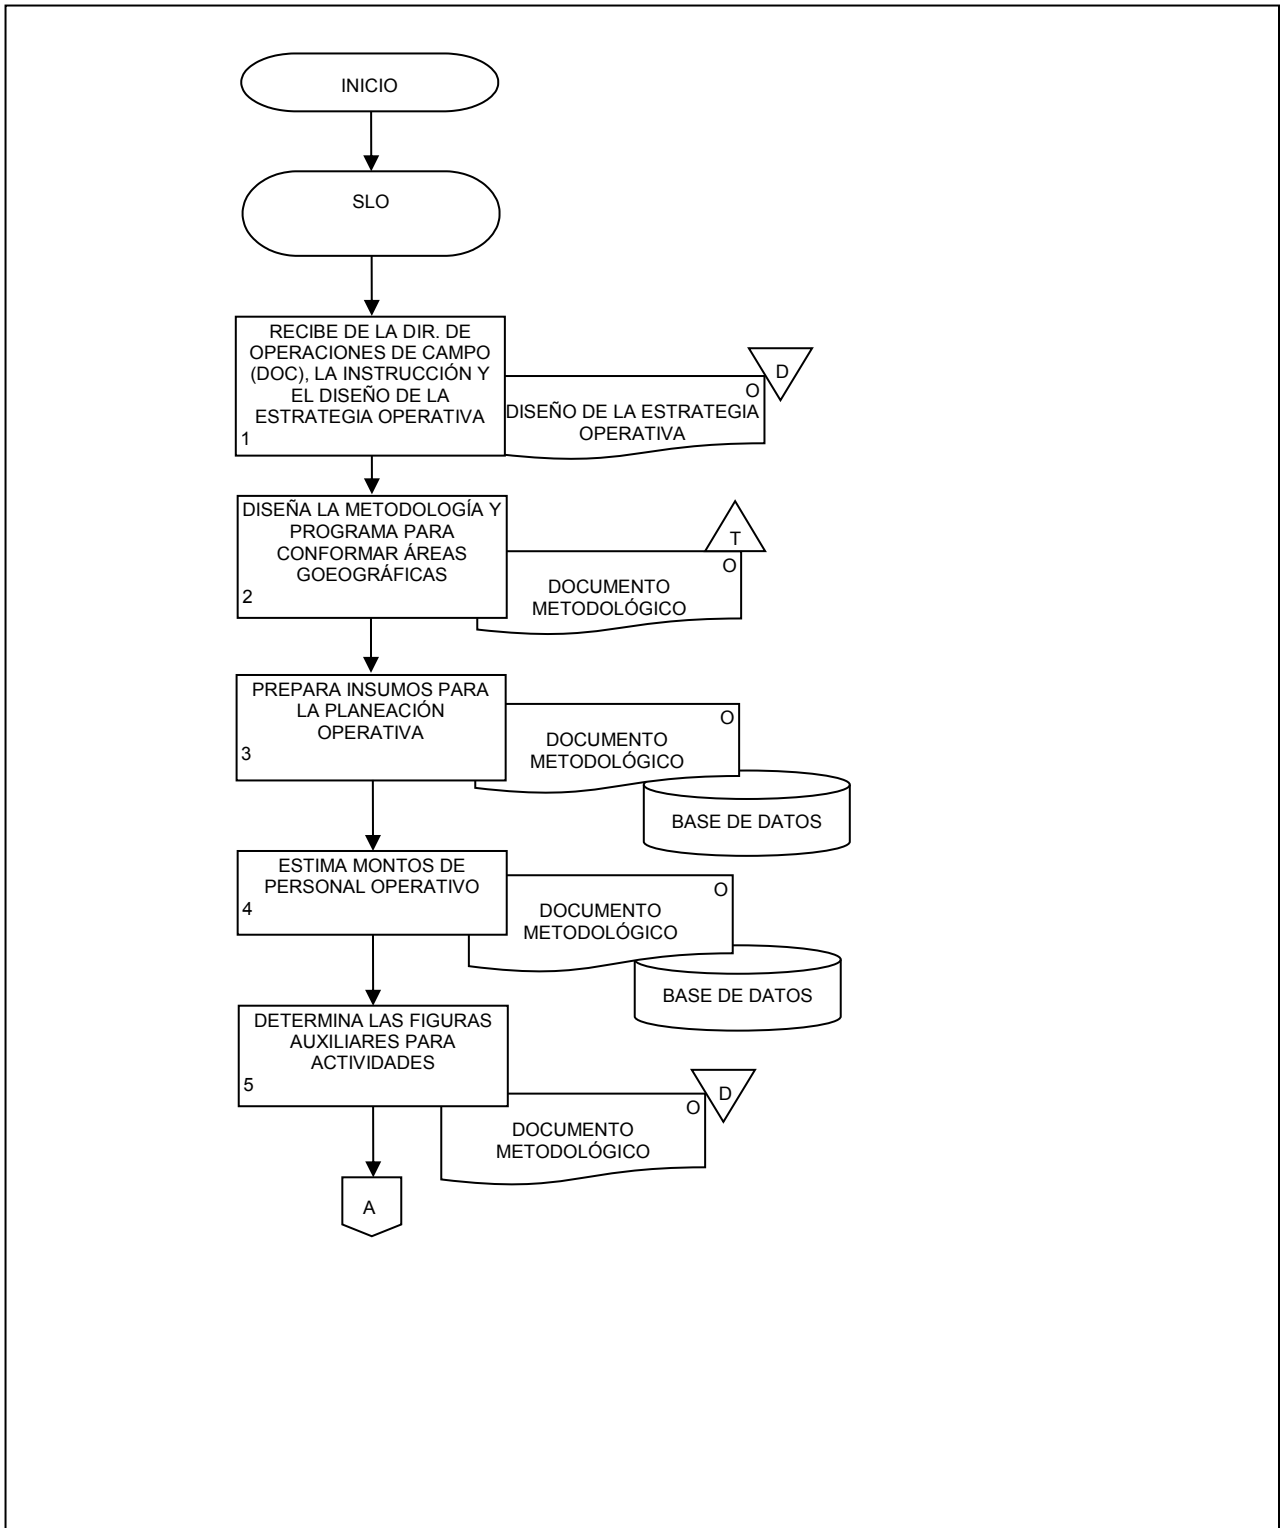 INICIO
SLO
RECIBE DE LA DIR. DE
OPERACIONES DE CAMPO
(DOC), LA INSTRUCCIÓN Y
EL DISEÑO DE LA
ESTRATEGIA OPERATIVA
1
D
O
DISEÑO DE LA ESTRATEGIA
OPERATIVA
DISEÑA LA METODOLOGÍA Y
PROGRAMA PARA
CONFORMAR ÁREAS
GOEOGRÁFICAS
2
T
O
DOCUMENTO
METODOLÓGICO
PREPARA INSUMOS PARA
LA PLANEACIÓN
OPERATIVA
3
O
DOCUMENTO
METODOLÓGICO
BASE DE DATOS
ESTIMA MONTOS DE
PERSONAL OPERATIVO
4
O
DOCUMENTO
METODOLÓGICO
BASE DE DATOS
DETERMINA LAS FIGURAS
AUXILIARES PARA
ACTIVIDADES
5
D
O
DOCUMENTO
METODOLÓGICO
A